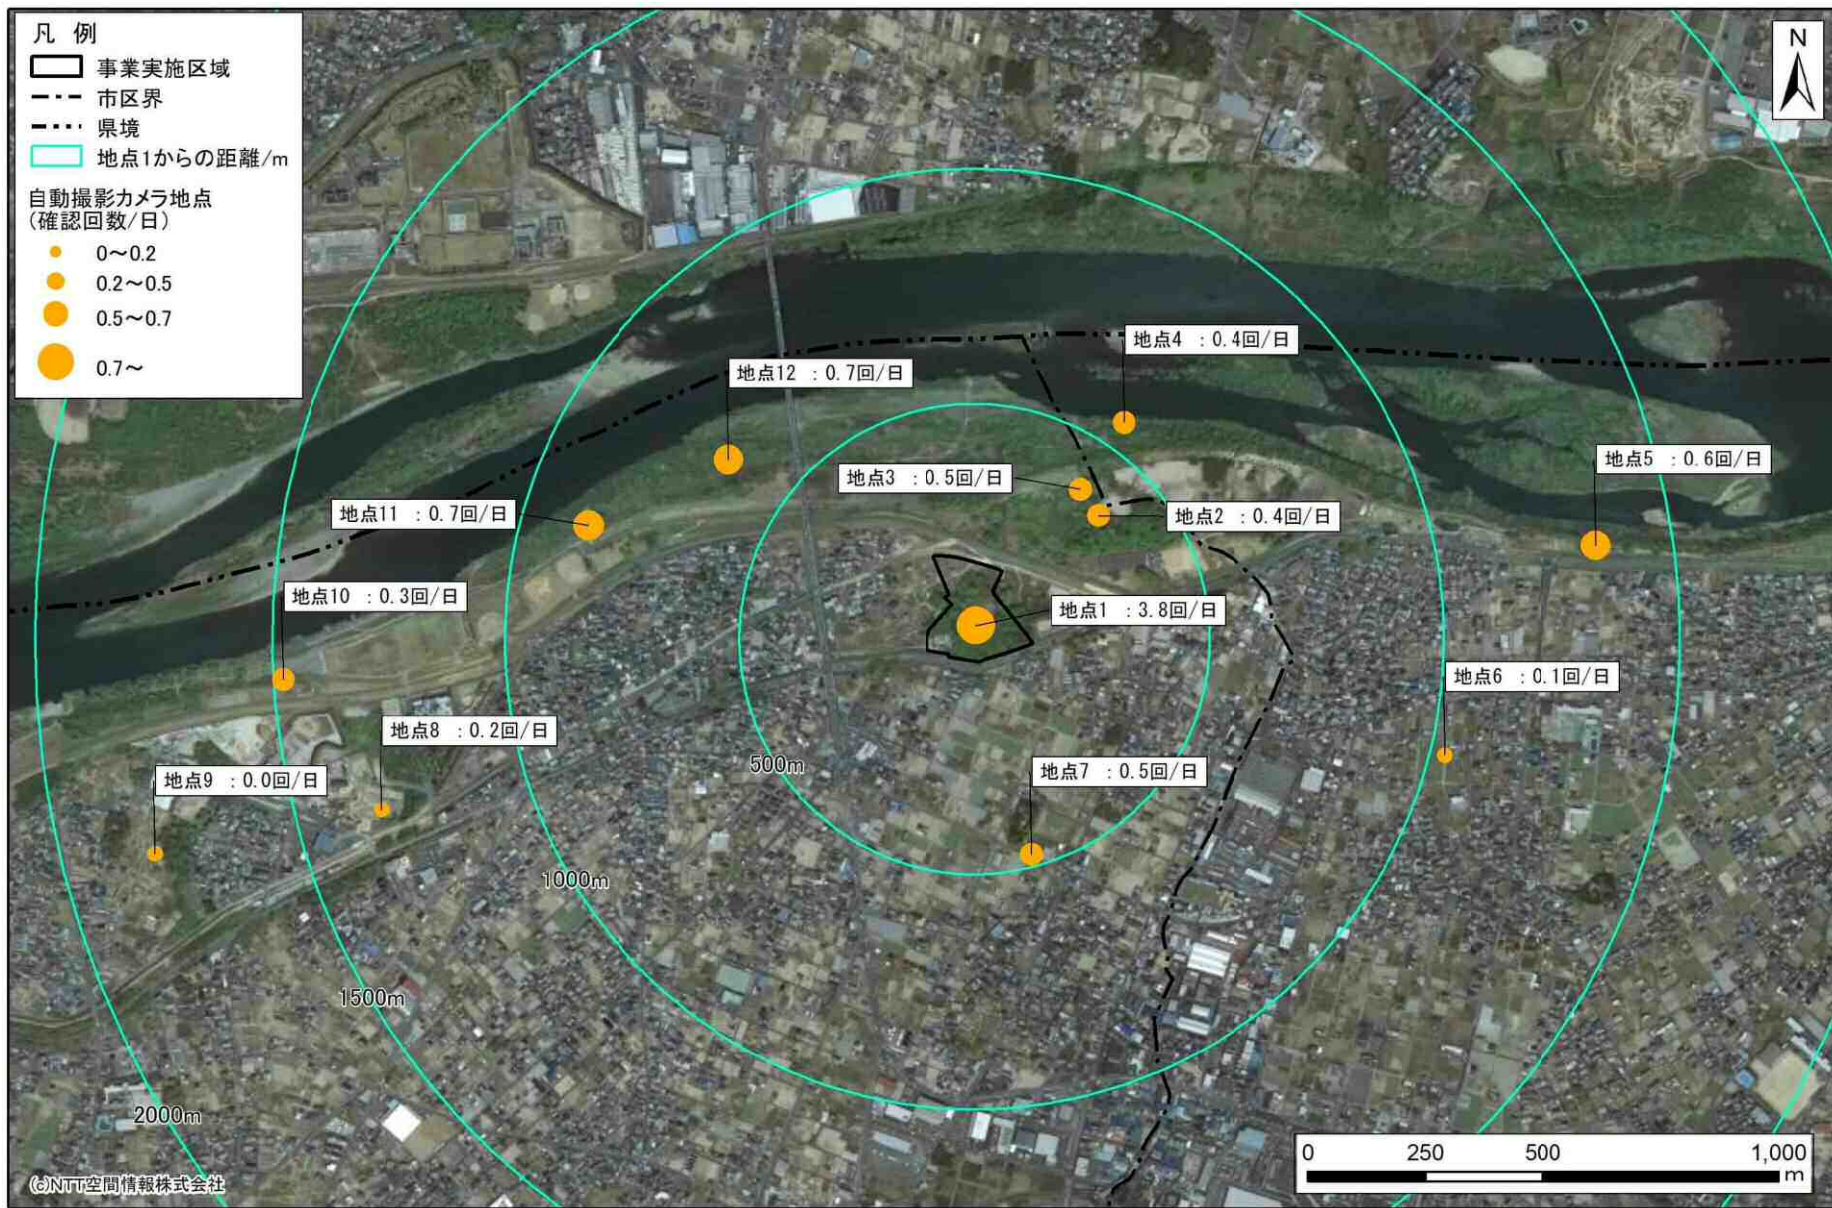 凡 例
事業実施区域
市区界
県境
地点1からの距離/m
自動撮影カメラ地点
(確認回数/日)
0～0.2
0.2～0.5
0.5～0.7
0.7～
N
地点4 ：0.4回/日
地点12 ：0.7回/日
地点5 ：0.6回/日
地点3 ：0.5回/日
地点11 ：0.7回/日
地点2 ：0.4回/日
地点10 ：0.3回/日
地点1 ：3.8回/日
地点6 ：0.1回/日
地点8 ：0.2回/日
500m
地点7 ：0.5回/日
地点9 ：0.0回/日
1000m
1500m
2000m
0 250 500 1,000
m
(c)NTT空間情報株式会社